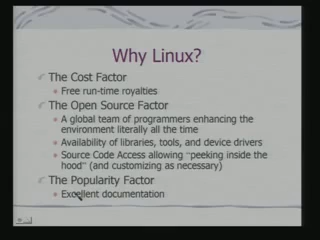 Why Linux?
The Cost Factor
Free run-time royalties
The Open Source Factor
A global team of programmers enhancing the
environment literally all the time
Availability of libraries, tools, and device drivers
Source Code Access allowing "peeking inside the
hood" (and customizing as necessary)
The Popularity Factor
Excellent documentation